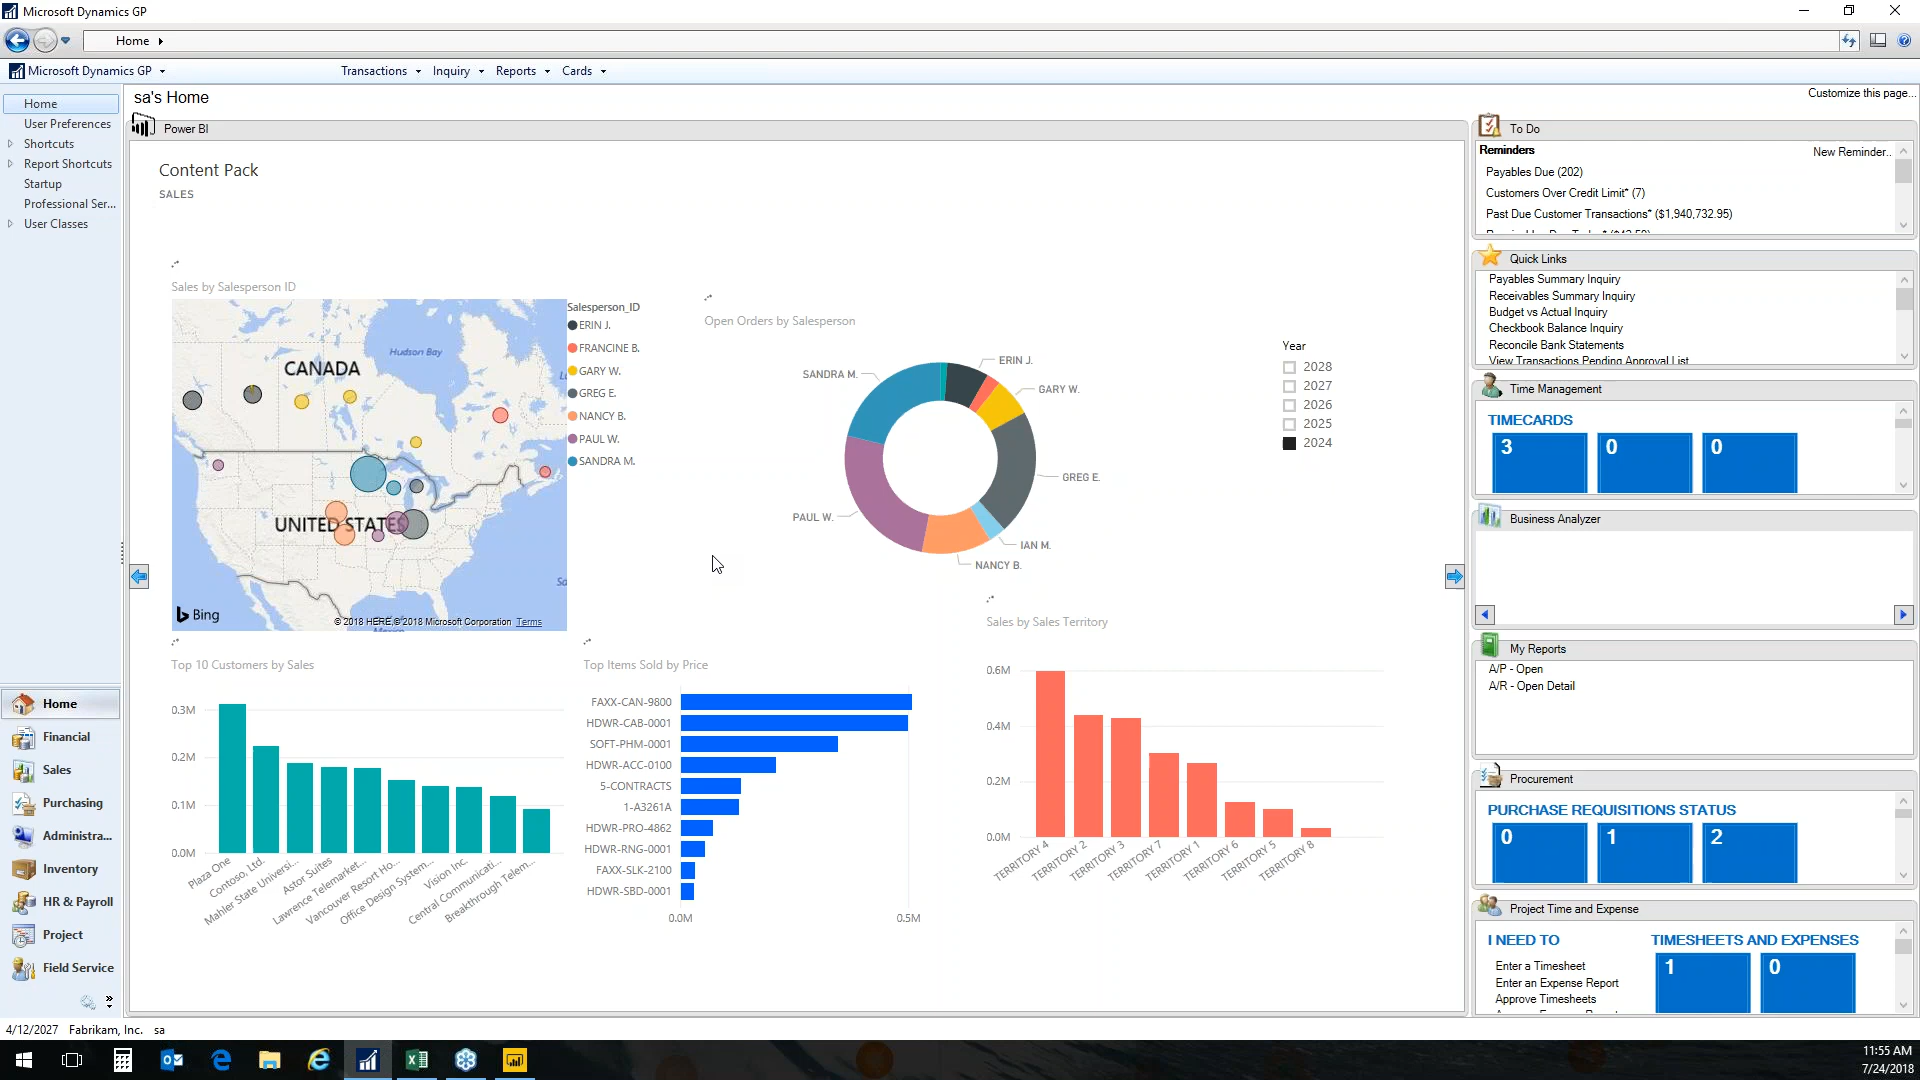 Microsoft Dynamics GP
Home
Microsoft Dynamics GP
Transactions
Inquiry
Reports
Cards
Home
User Preferences
Shortcuts
Report Shortcuts
Startup
Professional Ser...
User Classes
Home
Financial
Sales
Purchasing
Administra...
Inventory
HR & Payroll
Project
Field Service
sa's Home
Customize this page...
Power BI
Content Pack
SALES
Sales by Salesperson ID
CANADA
Hudson Bay
UNITED STATES
Bing
© 2018 HERE,© 2018 Microsoft Corporation Terms
Salesperson_ID
ERIN J.
FRANCINE B.
GARY W.
GREG E.
NANCY B.
PAUL W.
SANDRA M.
Open Orders by Salesperson
ERIN J.
SANDRA M.
GARY W.
GREG E.
PAUL W.
IAN M.
NANCY B.
Year
2028
2027
2026
2025
2024
Top 10 Customers by Sales
0.3M
0.2M
0.1M
0.0M
Plaza One
Contoso, Ltd.
Mahler State Universi...
Astor Suites
Lawrence Telemarket...
Vancouver Resort Ho...
Office Design System...
Vision Inc.
Central Communicati...
Breakthrough Telem...
Top Items Sold by Price
FAXX-CAN-9800
HDWR-CAB-0001
SOFT-PHM-0001
HDWR-ACC-0100
5-CONTRACTS
1-A3261A
HDWR-PRO-4862
HDWR-RNG-0001
FAXX-SLK-2100
HDWR-SBD-0001
0.0M
0.5M
Sales by Sales Territory
0.6M
0.4M
0.2M
0.0M
TERRITORY 4
TERRITORY 2
TERRITORY 3
TERRITORY 7
TERRITORY 1
TERRITORY 6
TERRITORY 5
TERRITORY 8
To Do
Reminders
New Reminder..
Payables Due (202)
Customers Over Credit Limit* (7)
Past Due Customer Transactions* ($1,940,732.95)
Quick Links
Payables Summary Inquiry
Receivables Summary Inquiry
Budget vs Actual Inquiry
Checkbook Balance Inquiry
Reconcile Bank Statements
View Transactions Pending Approval List
Time Management
TIMECARDS
3 0 0
Business Analyzer
My Reports
A/P - Open
A/R - Open Detail
Procurement
PURCHASE REQUISITIONS STATUS
0 1 2
Project Time and Expense
I NEED TO
Enter a Timesheet
Enter an Expense Report
Approve Timesheets
TIMESHEETS AND EXPENSES
1 0
4/12/2027 Fabrikam, Inc. sa
11:55 AM
7/24/2018